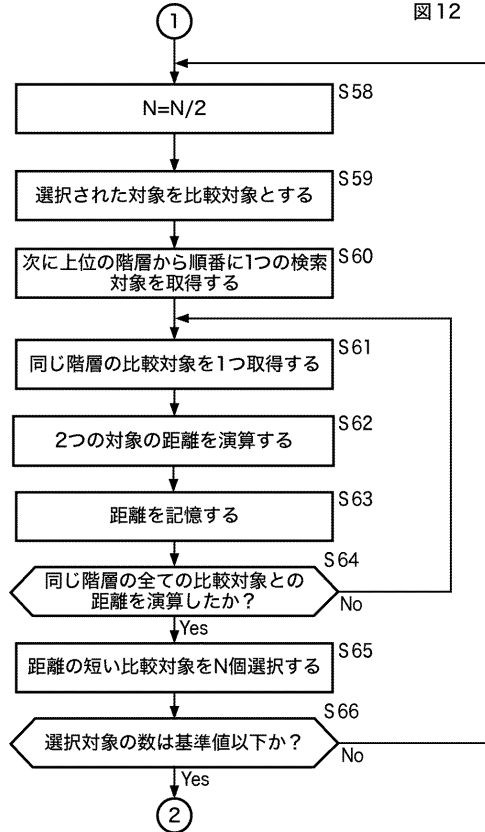 図12
1
N=N/2
S58
選択された対象を比較対象とする
S59
次に上位の階層から順番に1つの検索
対象を取得する
S60
同じ階層の比較対象を1つ取得する
S61
2つの対象の距離を演算する
S62
距離を記憶する
S63
S64
同じ階層の全ての比較対象との
距離を演算したか？
No
Yes
距離の短い比較対象をN個選択する
S65
S66
選択対象の数は基準値以下か？
No
Yes
2